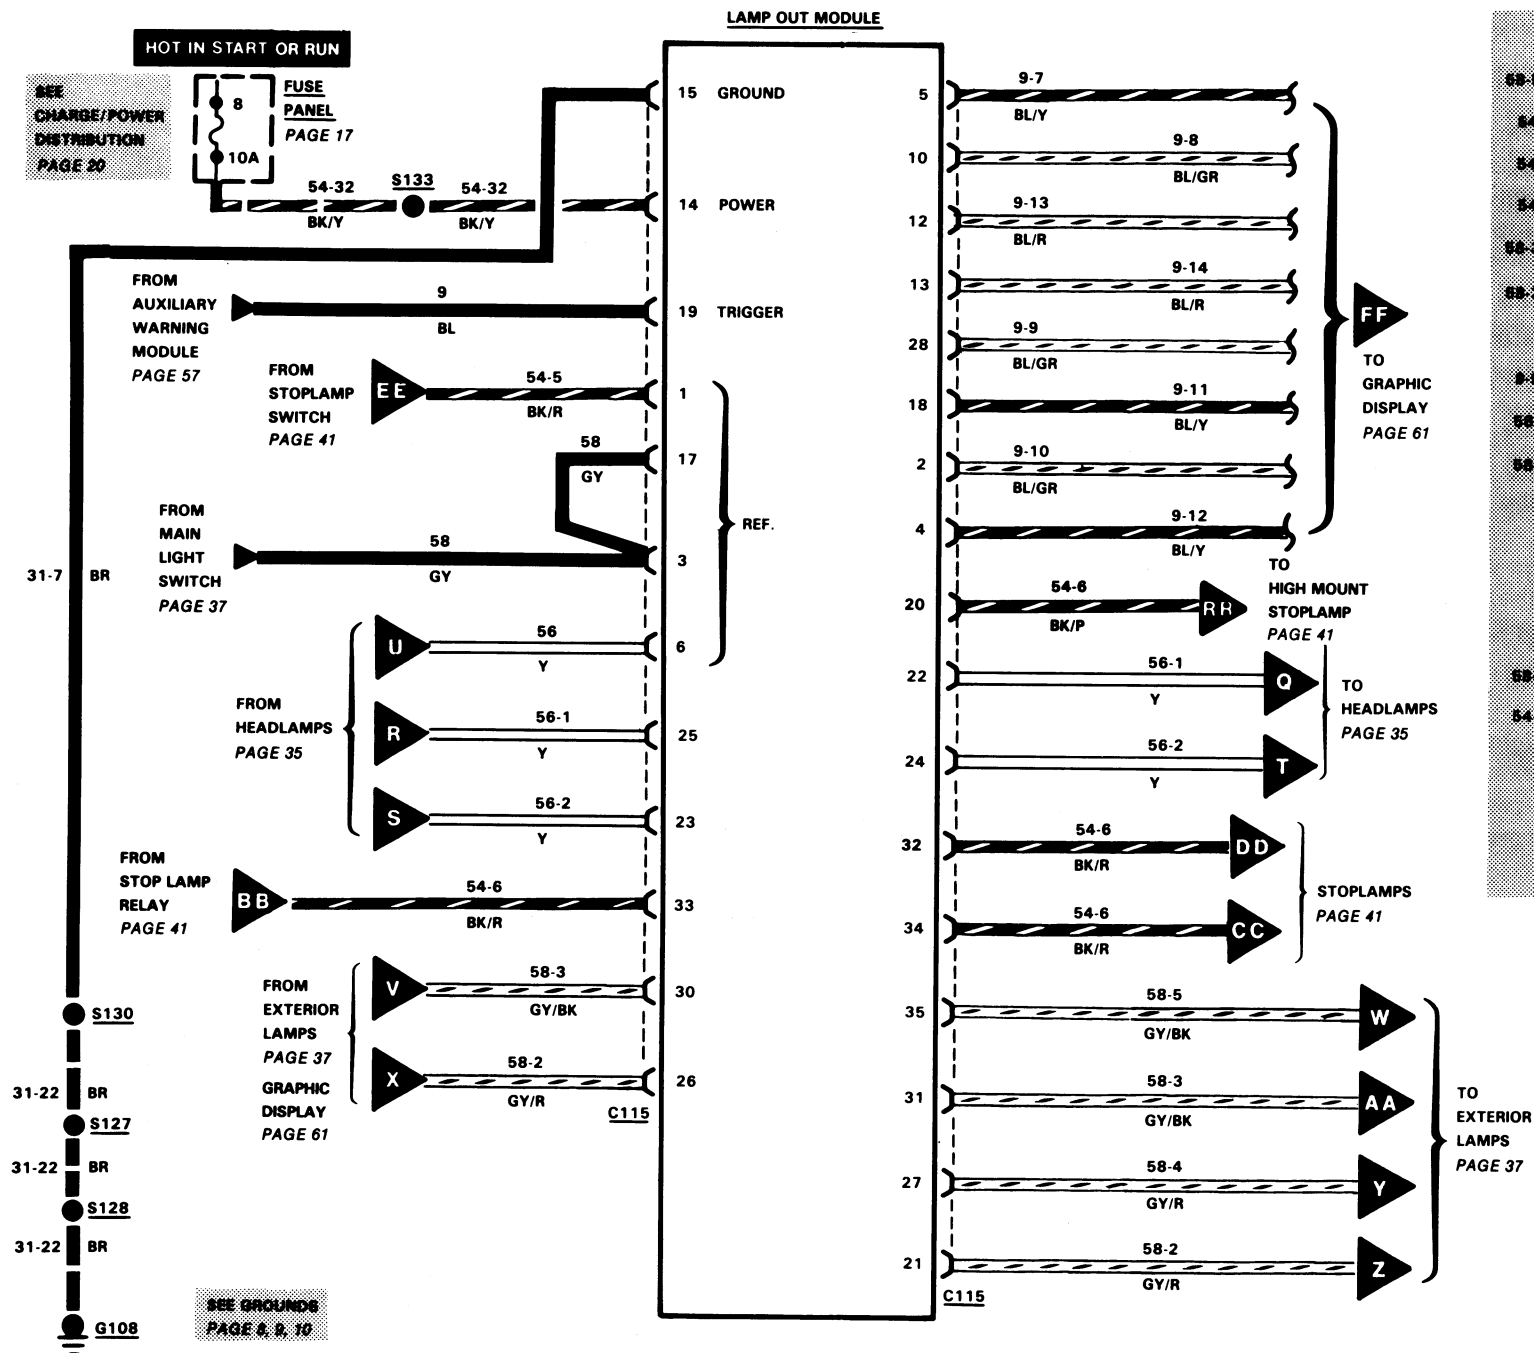 LAMP OUT MODULE
HOT IN START OR RUN
SEE
CHARGE/POWER
DISTRIBUTION
PAGE 20
8
10A
FUSE
PANEL
PAGE 17
54-32
BK/Y
S133
54-32
BK/Y
15 GROUND
14 POWER
FROM
AUXILIARY
WARNING
MODULE
PAGE 57
9
BL
19 TRIGGER
FROM
STOPLAMP
SWITCH
PAGE 41
EE
54-5
BK/R
1
58
GY
17
REF.
FROM
MAIN
LIGHT
SWITCH
PAGE 37
58
GY
3
31-7 BR
FROM
HEADLAMPS
PAGE 35
U
56
Y
6
R
56-1
Y
25
S
56-2
Y
23
FROM
STOP LAMP
RELAY
PAGE 41
BB
54-6
BK/R
33
FROM
EXTERIOR
LAMPS
PAGE 37
GRAPHIC
DISPLAY
PAGE 61
V
58-3
GY/BK
30
X
58-2
GY/R
26
C115
S130
31-22 BR
S127
31-22 BR
S128
31-22 BR
G108
SEE GROUNDS
PAGE 8, 9, 10
5
9-7
BL/Y
10
9-8
BL/GR
12
9-13
BL/R
13
9-14
BL/R
28
9-9
BL/GR
18
9-11
BL/Y
2
9-10
BL/GR
4
9-12
BL/Y
FF
TO
GRAPHIC
DISPLAY
PAGE 61
20
54-6
BK/P
RR
TO
HIGH MOUNT
STOPLAMP
PAGE 41
22
56-1
Y
Q
24
56-2
Y
T
TO
HEADLAMPS
PAGE 35
32
54-6
BK/R
DD
34
54-6
BK/R
CC
STOPLAMPS
PAGE 41
35
58-5
GY/BK
W
31
58-3
GY/BK
AA
27
58-4
GY/R
Y
21
58-2
GY/R
Z
C115
TO
EXTERIOR
LAMPS
PAGE 37